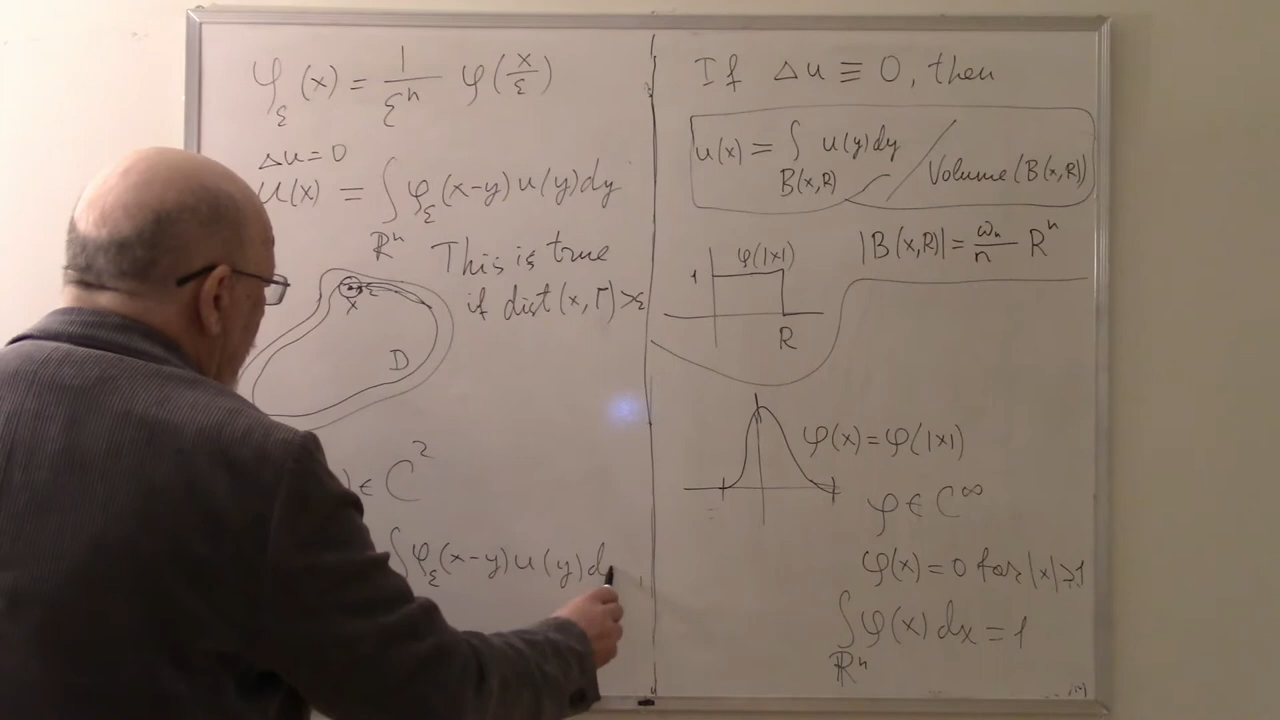 φ_ε(x) = 1/ε^n φ(x/ε)
Δu = 0
u(x) = ∫_{ℝ^n} φ_ε(x-y) u(y) dy
This is true
if dist(x, Γ) > ε
ε
x
D
) ∈ C^2
∫ φ_ε(x-y) u(y) d
If Δu ≡ 0, then
u(x) = ∫_{B(x,R)} u(y) dy / Volume(B(x,R))
|B(x,R)| = ω_n/n R^n
φ(|x|)
1
R
φ(x) = φ(|x|)
φ ∈ C^∞
φ(x) = 0 for |x| ≥ 1
∫_{ℝ^n} φ(x) dx = 1